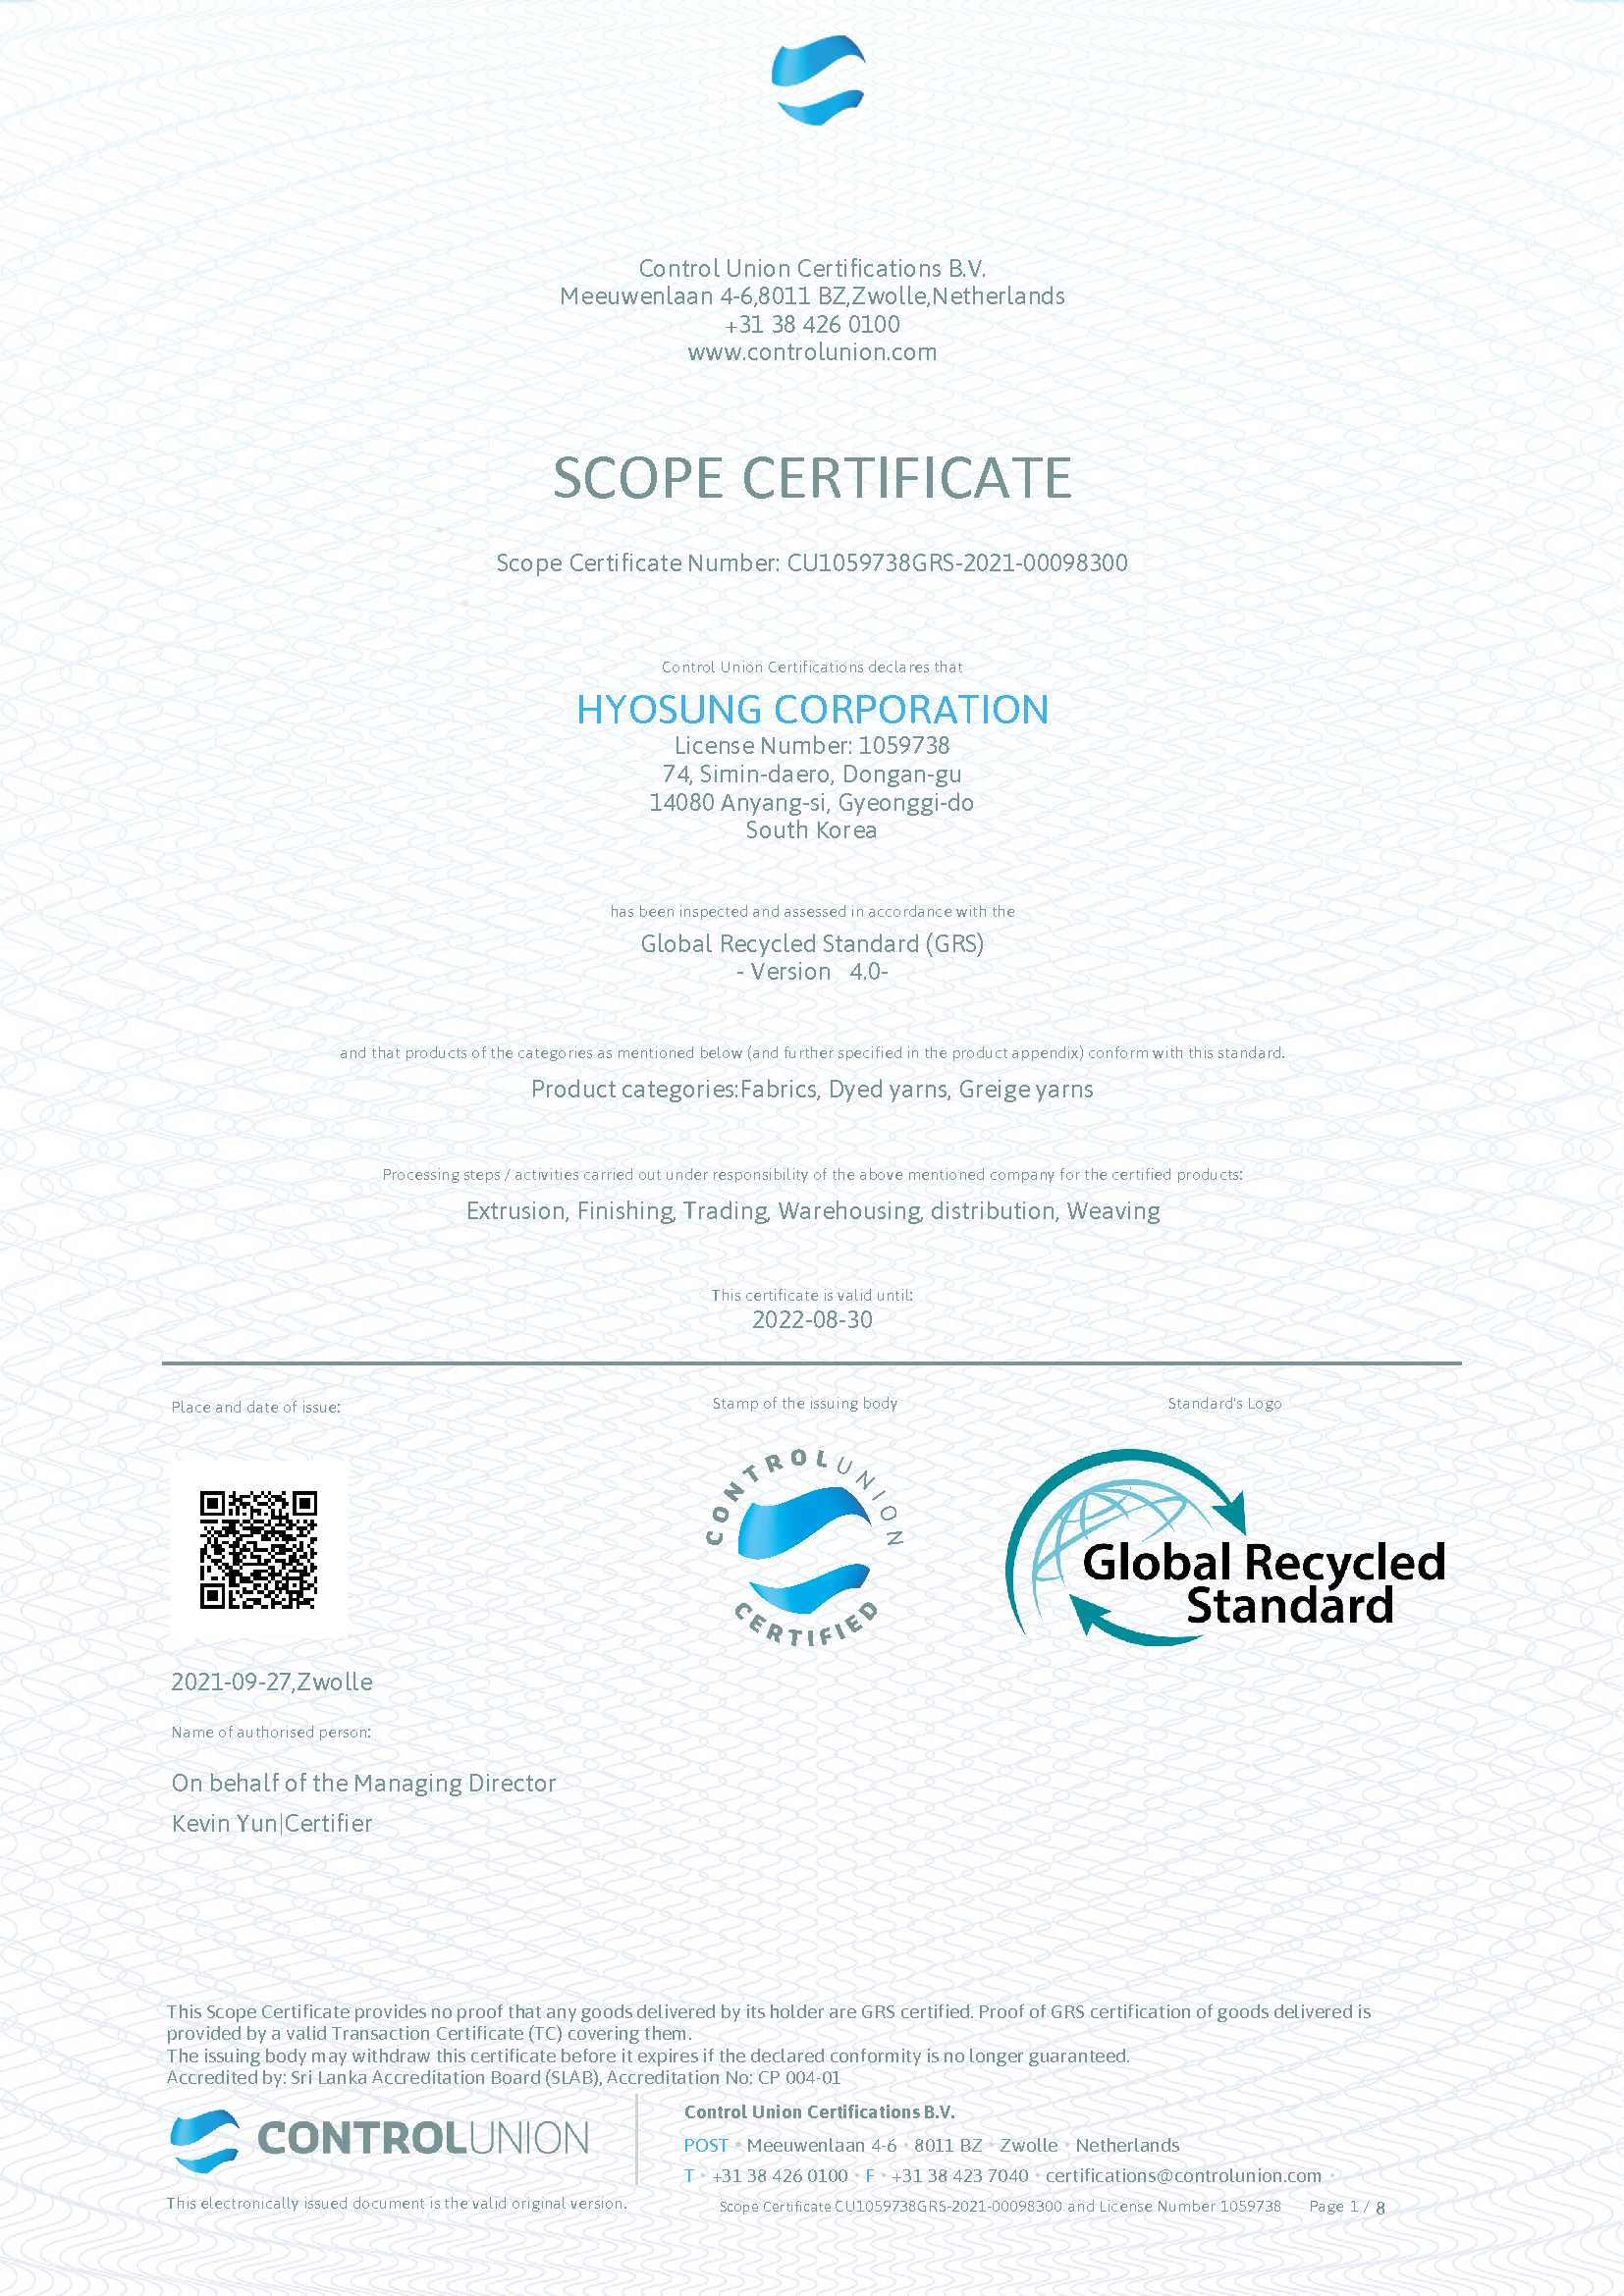 Control Union Certifications B.V.
Meeuwenlaan 4-6,8011 BZ,Zwolle,Netherlands
+31 38 426 0100
www.controlunion.com
SCOPE CERTIFICATE
Scope Certificate Number: CU1059738GRS-2021-00098300
Control Union Certifications declares that
HYOSUNG CORPORATION
License Number: 1059738
74, Simin-daero, Dongan-gu
14080 Anyang-si, Gyeonggi-do
South Korea
has been inspected and assessed in accordance with the
Global Recycled Standard (GRS)
- Version 4.0-
and that products of the categories as mentioned below (and further specified in the product appendix) conform with this standard.
Product categories:Fabrics, Dyed yarns, Greige yarns
Processing steps / activities carried out under responsibility of the above mentioned company for the certified products:
Extrusion, Finishing, Trading, Warehousing, distribution, Weaving
This certificate is valid until:
2022-08-30
Place and date of issue:
Stamp of the issuing body
Standard's Logo
CONTROLUNION
CERTIFIED
Global Recycled
Standard
2021-09-27,Zwolle
Name of authorised person:
On behalf of the Managing Director
Kevin Yun|Certifier
This Scope Certificate provides no proof that any goods delivered by its holder are GRS certified. Proof of GRS certification of goods delivered is
provided by a valid Transaction Certificate (TC) covering them.
The issuing body may withdraw this certificate before it expires if the declared conformity is no longer guaranteed.
Accredited by: Sri Lanka Accreditation Board (SLAB), Accreditation No: CP 004-01
CONTROLUNION
Control Union Certifications B.V.
POST • Meeuwenlaan 4-6 • 8011 BZ • Zwolle • Netherlands
T • +31 38 426 0100 • F • +31 38 423 7040 • certifications@controlunion.com •
This electronically issued document is the valid original version.
Scope Certificate CU1059738GRS-2021-00098300 and License Number 1059738 Page 1 / 8